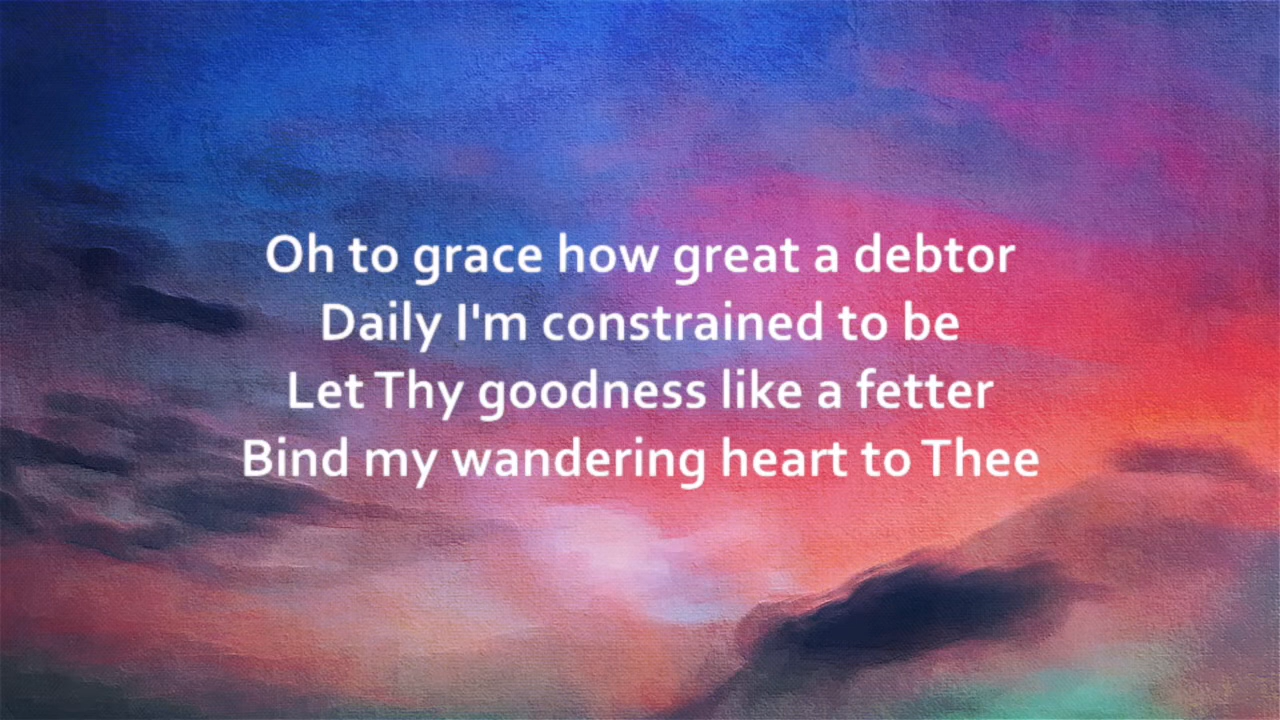 Oh to grace how great a debtor
Daily I'm constrained to be
Let Thy goodness like a fetter
Bind my wandering heart to Thee